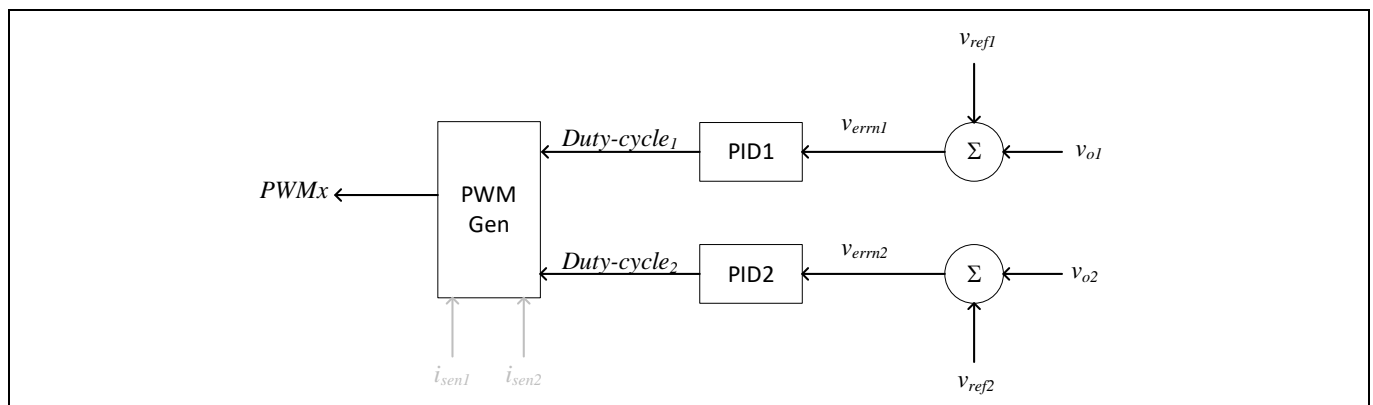 v_ref1
Duty-cycle_1
PID1
v_errn1
Σ
v_o1
PWMx
PWM
Gen
Duty-cycle_2
PID2
v_errn2
Σ
v_o2
i_sen1
i_sen2
v_ref2